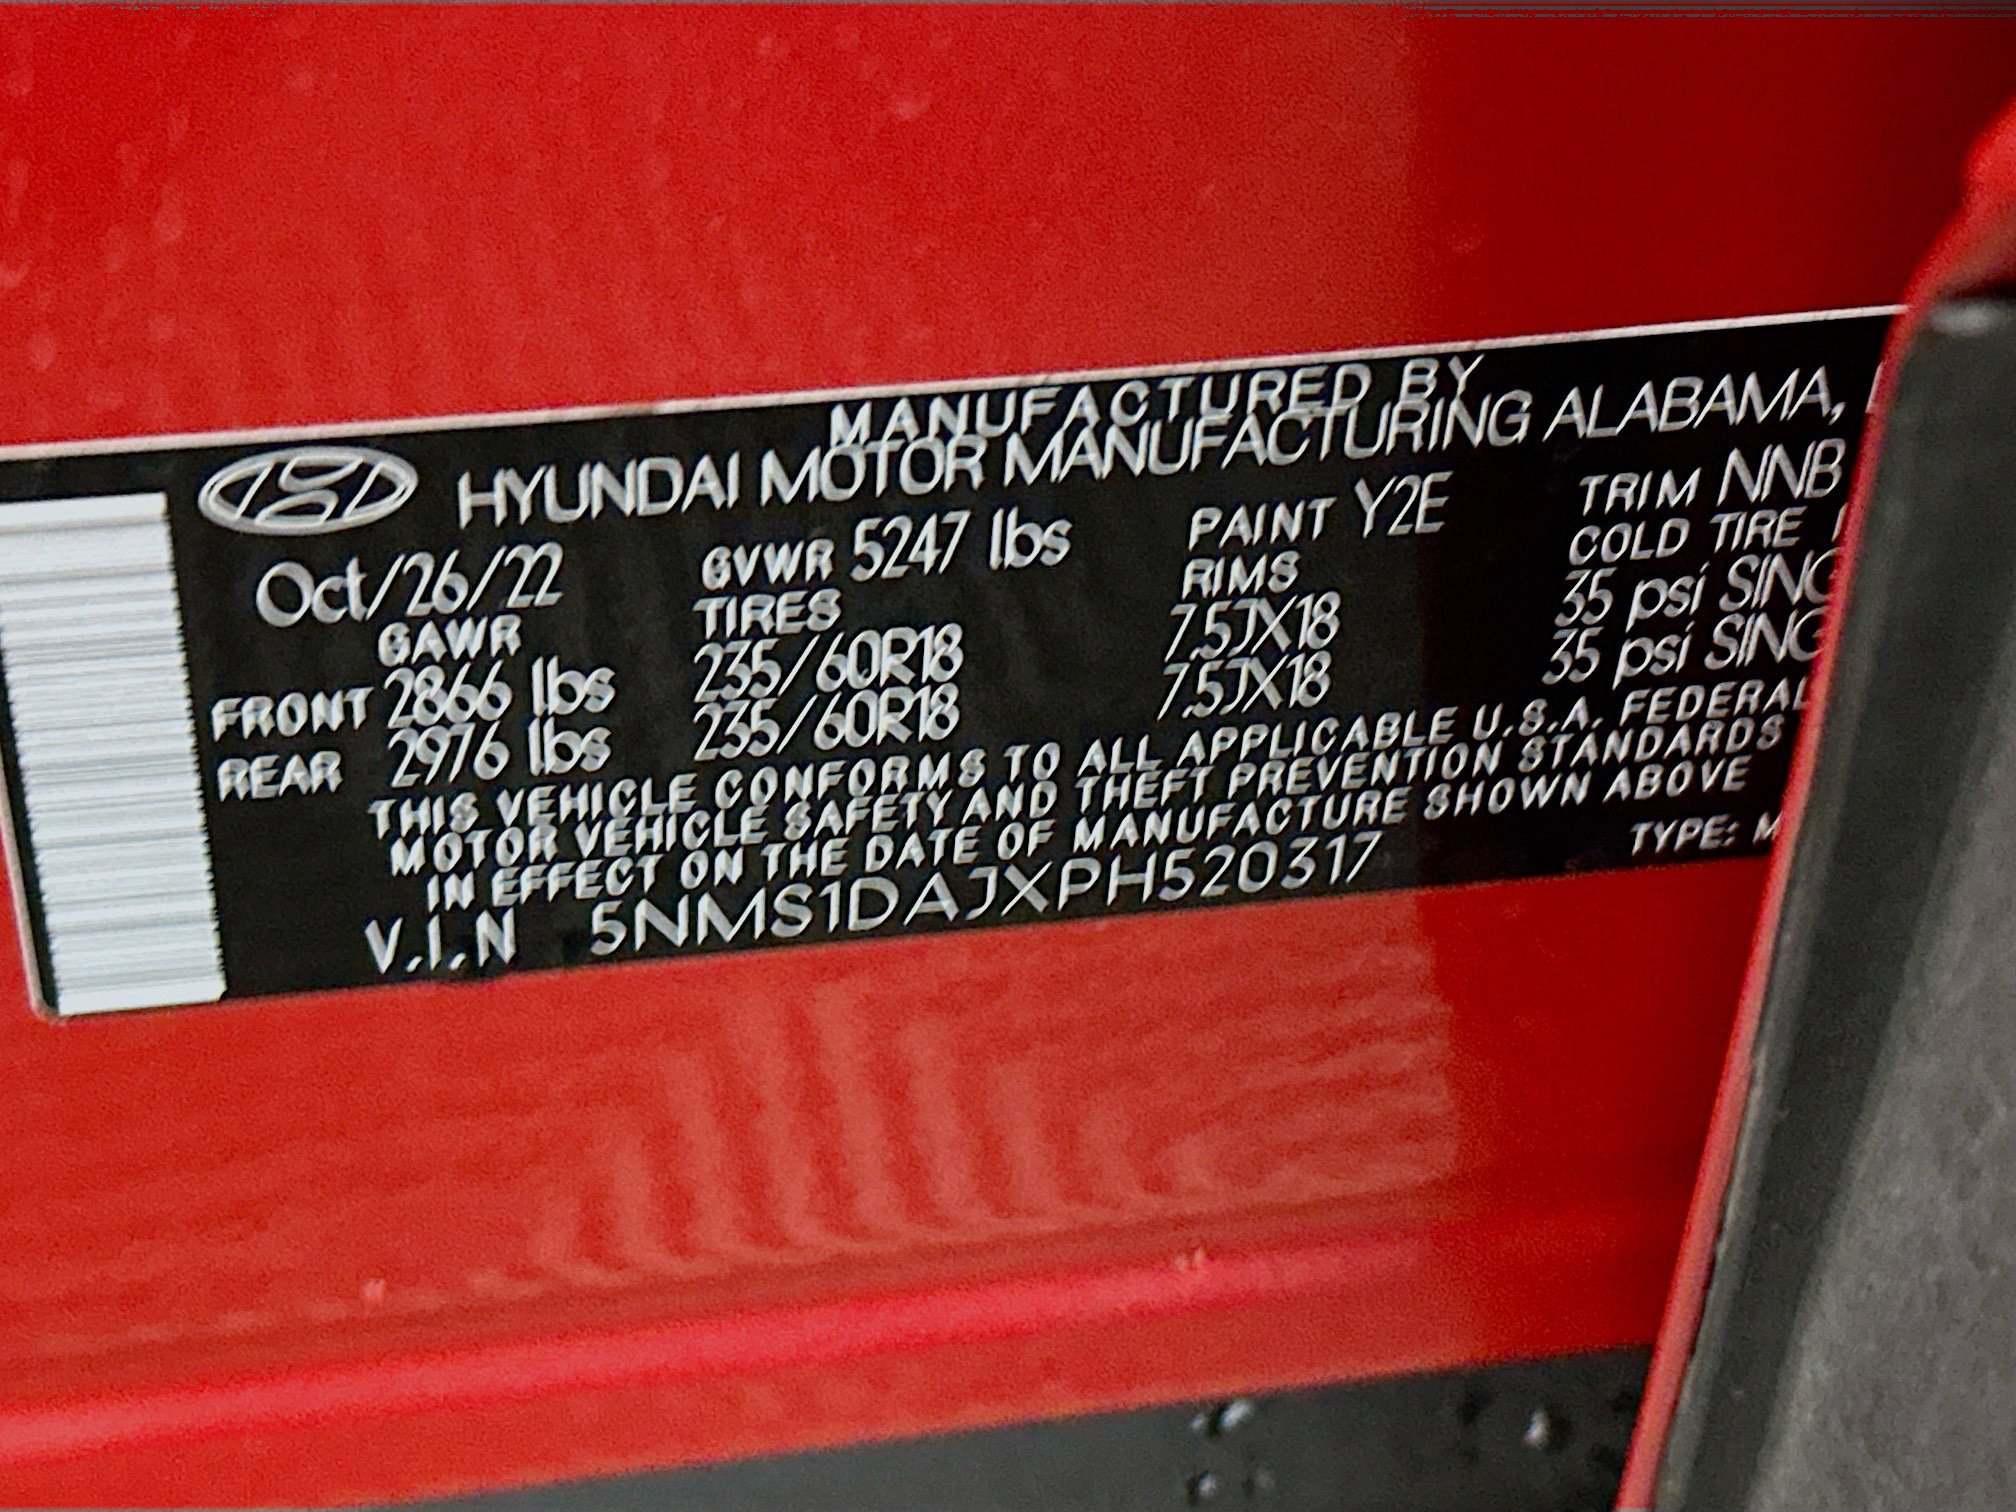 MANUFACTURED BY
HYUNDAI MOTOR MANUFACTURING ALABAMA,
Oct/26/22 GVWR 5247 lbs PAINT Y2E TRIM NNB
GAWR TIRES RIMS COLD TIRE
FRONT 2866 lbs 235/60R18 7.5JX18 35 psi SING
REAR 2976 lbs 235/60R18 7.5JX18 35 psi SING
THIS VEHICLE CONFORMS TO ALL APPLICABLE U.S.A. FEDERAL
MOTOR VEHICLE SAFETY AND THEFT PREVENTION STANDARDS
IN EFFECT ON THE DATE OF MANUFACTURE SHOWN ABOVE
V.I.N 5NMS1DAJXPH520317 TYPE: M